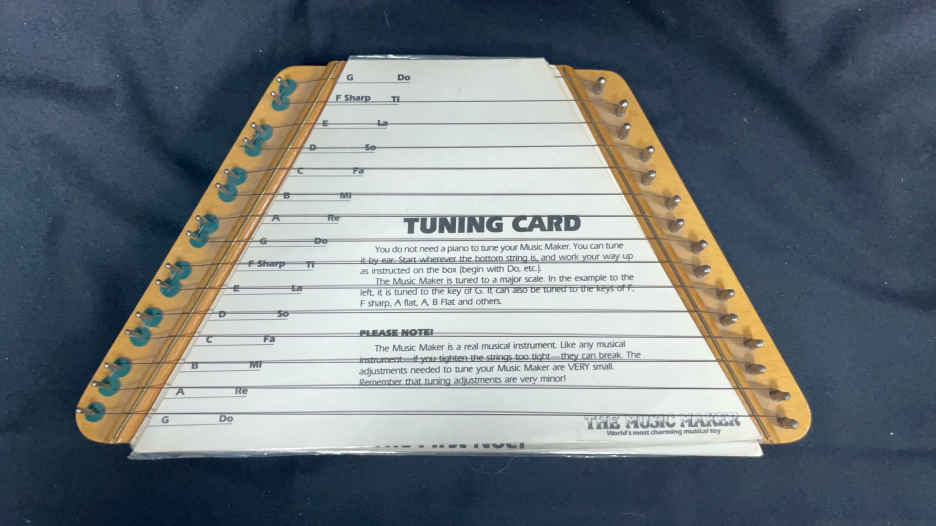 G Do
F Sharp Ti
E La
D So
C Fa
B Mi
A Re
G Do
F Sharp Ti
E La
D So
C Fa
B Mi
A Re
G Do
TUNING CARD
You do not need a piano to tune your Music Maker. You can tune
it by ear. Start wherever the bottom string is, and work your way up
as instructed on the box (begin with Do, etc.).
The Music Maker is tuned to a major scale. In the example to the
left, it is tuned to the key of G. It can also be tuned to the keys of F,
F sharp, A flat, A, B Flat and others.
PLEASE NOTE!
The Music Maker is a real musical instrument. Like any musical
instrument—if you tighten the strings too tight—they can break. The
adjustments needed to tune your Music Maker are VERY small.
Remember that tuning adjustments are very minor!
THE MUSIC MAKER
World's most charming musical toy